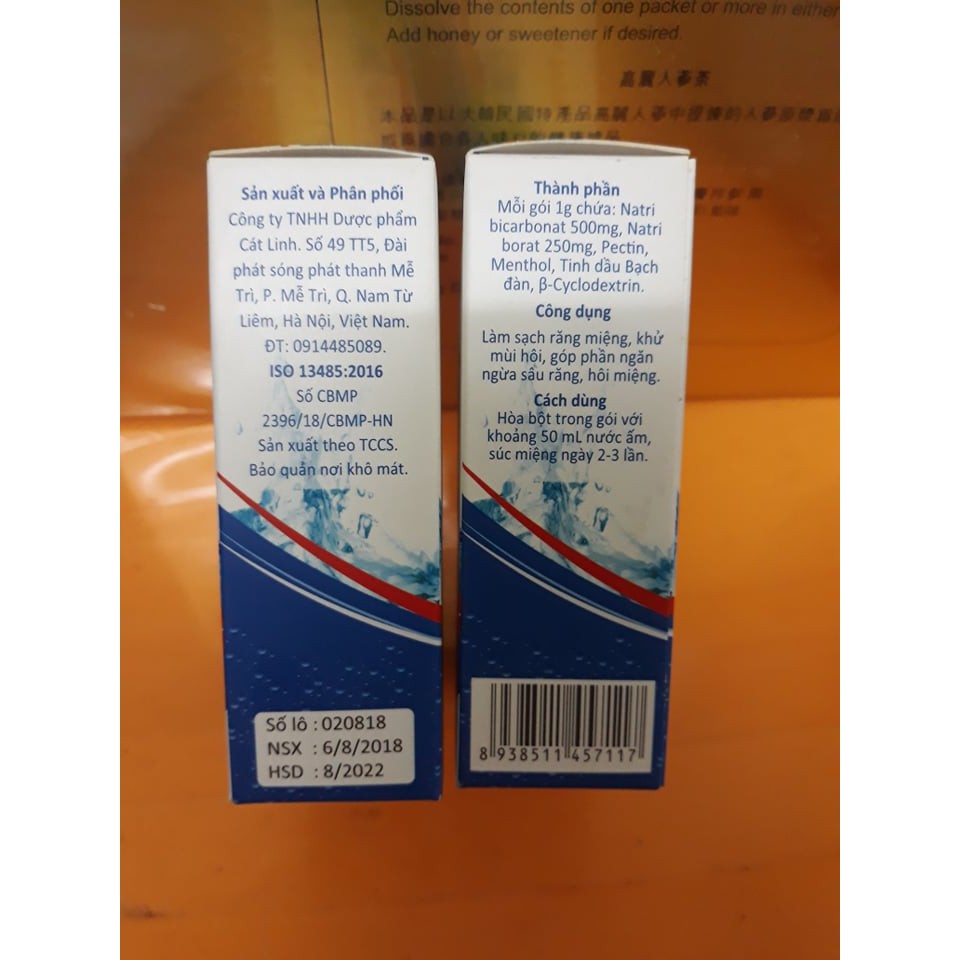 Dissolve the contents of one packet or more in either
Add honey or sweetener if desired.
高麗人蔘茶
Sản xuất và Phân phối
Công ty TNHH Dược phẩm
Cát Linh. Số 49 TT5, Đài
phát sóng phát thanh Mễ
Trì, P. Mễ Trì, Q. Nam Từ
Liêm, Hà Nội, Việt Nam.
ĐT: 0914485089.
ISO 13485:2016
Số CBMP
2396/18/CBMP-HN
Sản xuất theo TCCS.
Bảo quản nơi khô mát.
Số lô : 020818
NSX : 6/8/2018
HSD : 8/2022
Thành phần
Mỗi gói 1g chứa: Natri
bicarbonat 500mg, Natri
borat 250mg, Pectin,
Menthol, Tinh dầu Bạch
đàn, β-Cyclodextrin.
Công dụng
Làm sạch răng miệng, khử
mùi hôi, góp phần ngăn
ngừa sâu răng, hôi miệng.
Cách dùng
Hòa bột trong gói với
khoảng 50 mL nước ấm,
súc miệng ngày 2-3 lần.
8 938511 457117